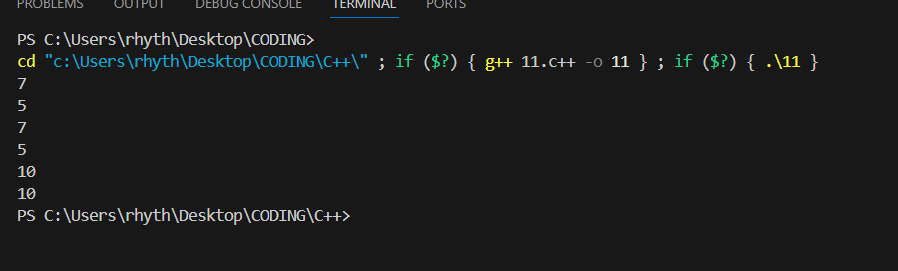 PROBLEMS OUTPUT DEBUG CONSOLE TERMINAL PORTS
PS C:\Users\rhyth\Desktop\CODING>
cd "c:\Users\rhyth\Desktop\CODING\C++\" ; if ($?) { g++ 11.c++ -o 11 } ; if ($?) { .\11 }
7
5
7
5
10
10
PS C:\Users\rhyth\Desktop\CODING\C++>